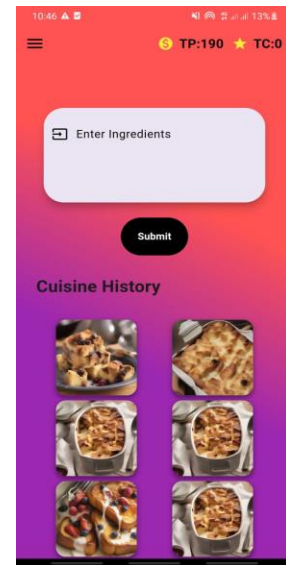 10:46 13%
TP:190 TC:0
Enter Ingredients
Submit
Cuisine History